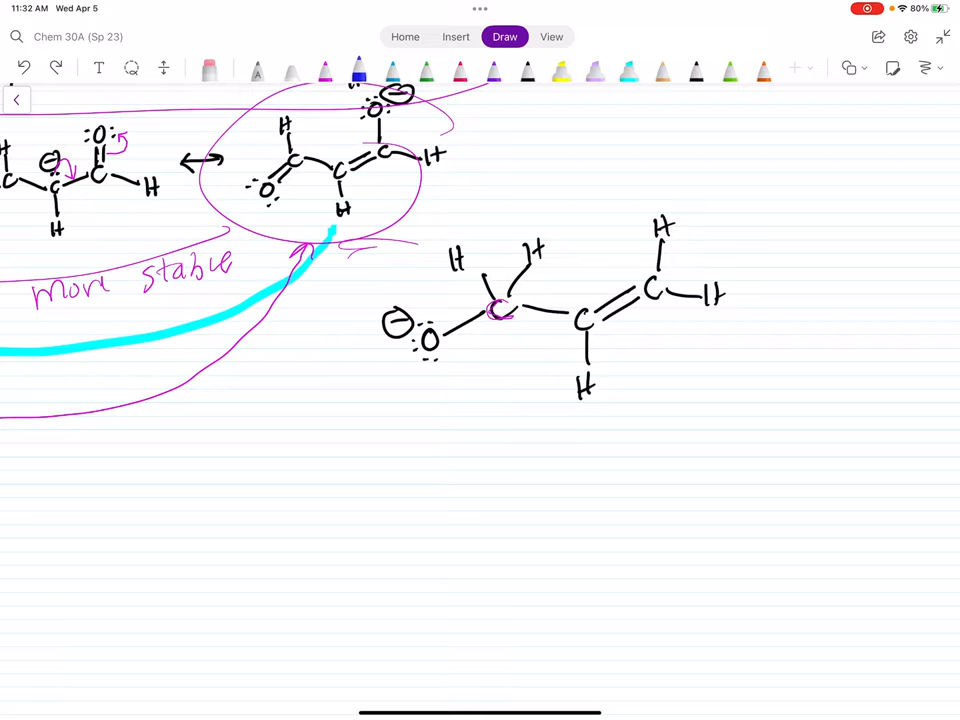 11:32 AM Wed Apr 5
80%
Chem 30A (Sp 23)
Home Insert Draw View
T
A
H :O:
C C C H
H
H :O:
C C C H
O H
more stable
H H H
C C C H
O
H